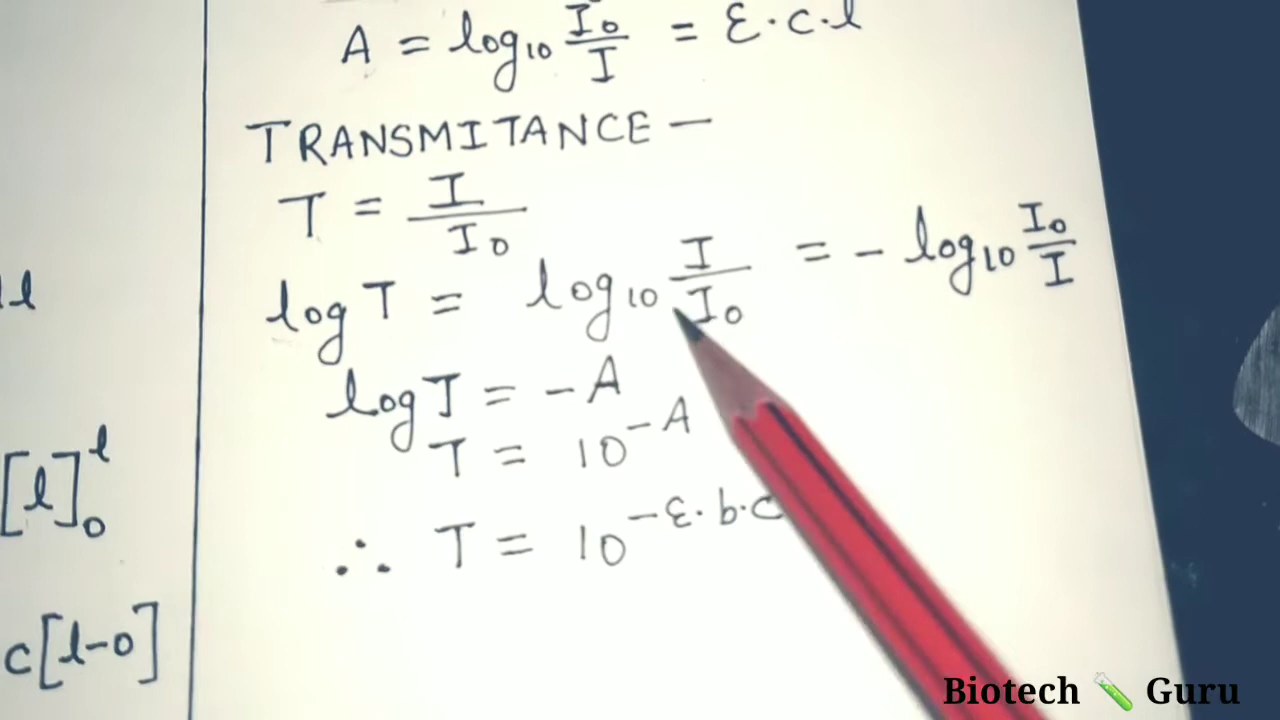 A = log₁₀ I₀/I = ε·c·l
TRANSMITANCE —
T = I/I₀
log T = log₁₀ I/I₀ = - log₁₀ I₀/I
log T = -A
T = 10^-A
∴ T = 10^-ε·b·c
l
[l]₀^l
c[l-0]
Biotech Guru